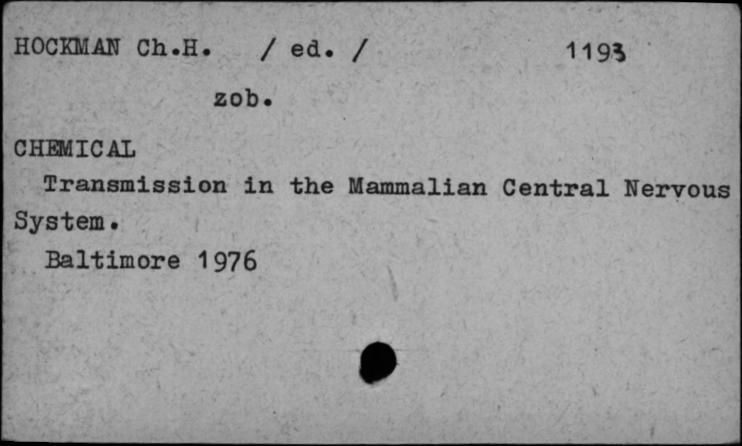 HOCKMAN Ch.H. / ed. / 1193
zob.
CHEMICAL
Transmission in the Mammalian Central Nervous
System.
Baltimore 1976